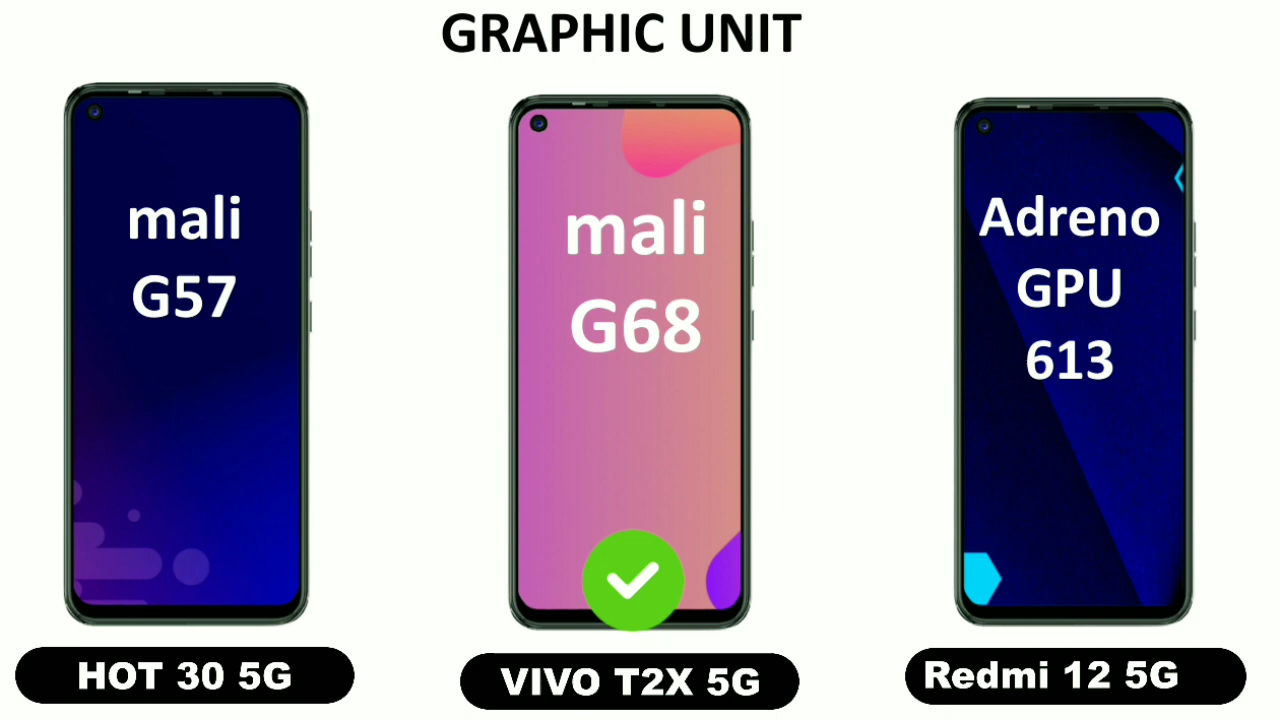 GRAPHIC UNIT
mali
G57
mali
G68
Adreno
GPU
613
HOT 30 5G
VIVO T2X 5G
Redmi 12 5G